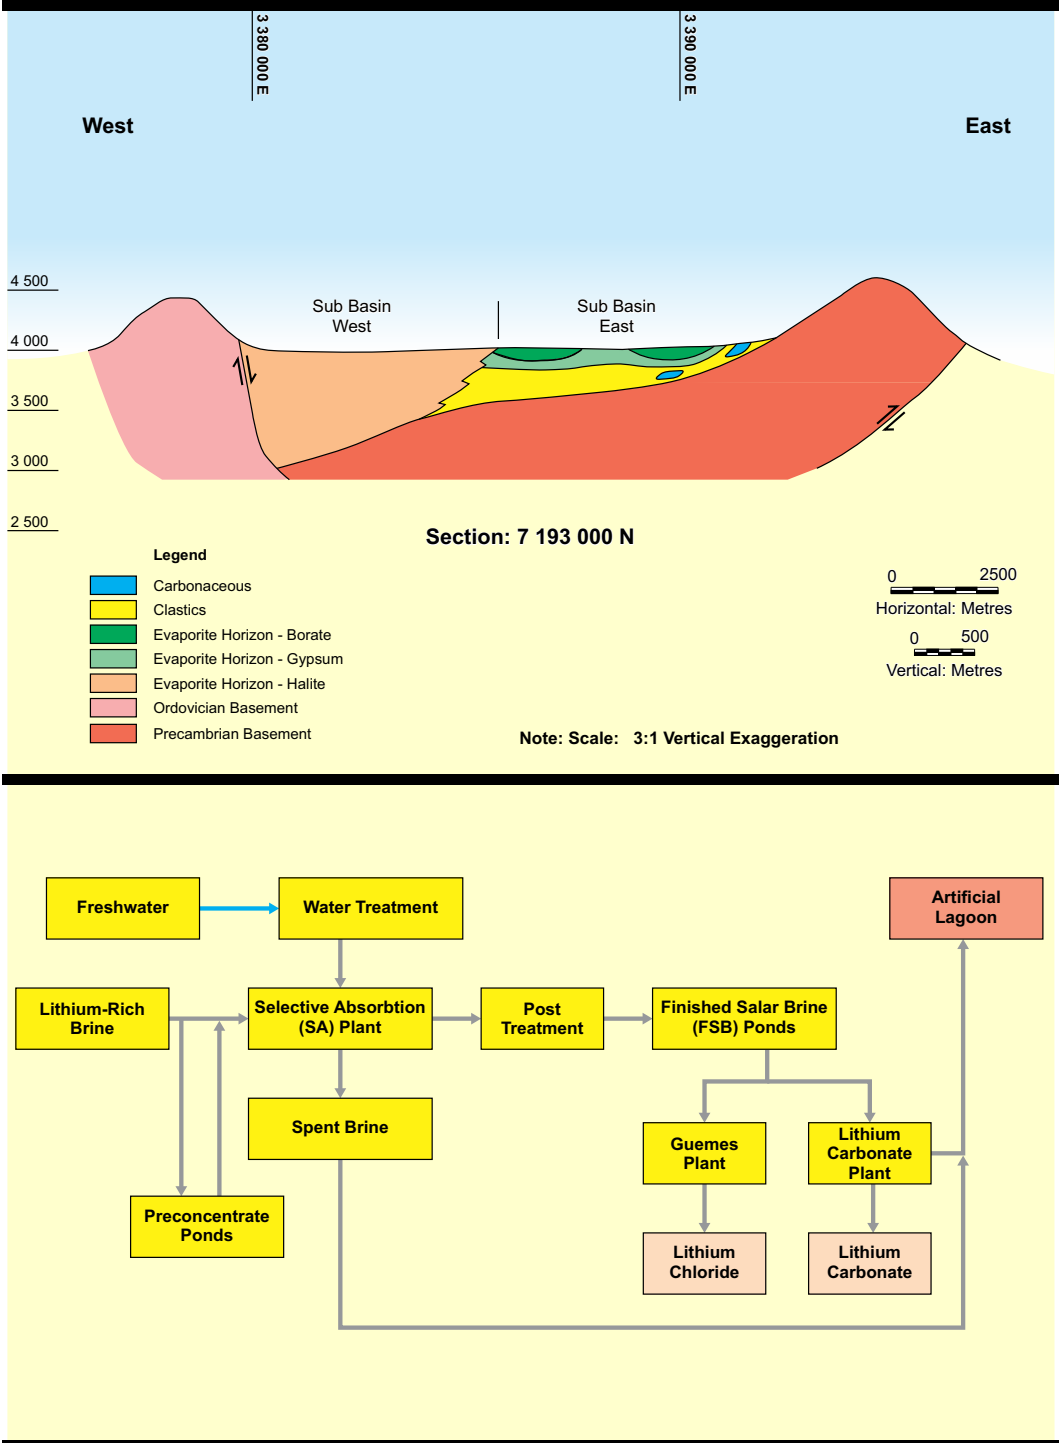 3 380 000 E
3 390 000 E
West
East
4 500
4 000
3 500
3 000
2 500
Sub Basin
West
Sub Basin
East
Section: 7 193 000 N
Legend
Carbonaceous
Clastics
Evaporite Horizon - Borate
Evaporite Horizon - Gypsum
Evaporite Horizon - Halite
Ordovician Basement
Precambrian Basement
0 2500
Horizontal: Metres
0 500
Vertical: Metres
Note: Scale: 3:1 Vertical Exaggeration
Freshwater
Water Treatment
Artificial
Lagoon
Lithium-Rich
Brine
Selective Absorbtion
(SA) Plant
Post
Treatment
Finished Salar Brine
(FSB) Ponds
Spent Brine
Guemes
Plant
Lithium
Carbonate
Plant
Preconcentrate
Ponds
Lithium
Chloride
Lithium
Carbonate